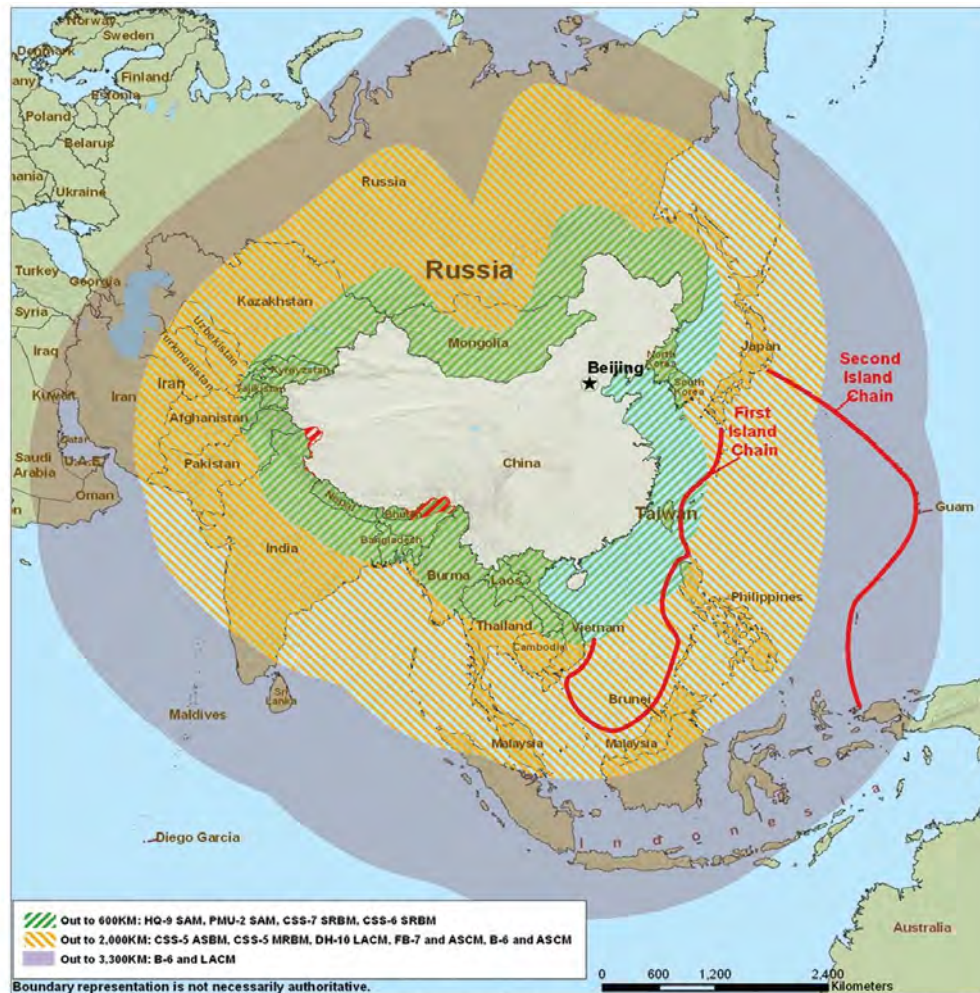 Norway
Sweden
Denmark
Finland
Estonia
Poland
Belarus
Ukraine
Russia
Turkey
Georgia
Syria
Iraq
Kuwait
Qatar
Saudi
Arabia
U.A.E
Oman
Iran
Iran
Kazakhstan
Uzbekistan
Turkmenistan
Kyrgyzstan
Tajikistan
Afghanistan
Pakistan
Russia
Mongolia
Beijing
North
Korea
South
Korea
Japan
Second
Island
Chain
First
Island
Chain
China
Taiwan
Guam
Nepal
Bhutan
Bangladesh
India
Burma
Laos
Thailand
Vietnam
Cambodia
Philippines
Brunei
Sri
Lanka
Maldives
Malaysia
Malaysia
Indonesia
Diego Garcia
Australia
Out to 600KM: HQ-9 SAM, PMU-2 SAM, CSS-7 SRBM, CSS-6 SRBM
Out to 2,000KM: CSS-5 ASBM, CSS-5 MRBM, DH-10 LACM, FB-7 and ASCM, B-6 and ASCM
Out to 3,300KM: B-6 and LACM
Boundary representation is not necessarily authoritative.
0 600 1,200 2,400
Kilometers